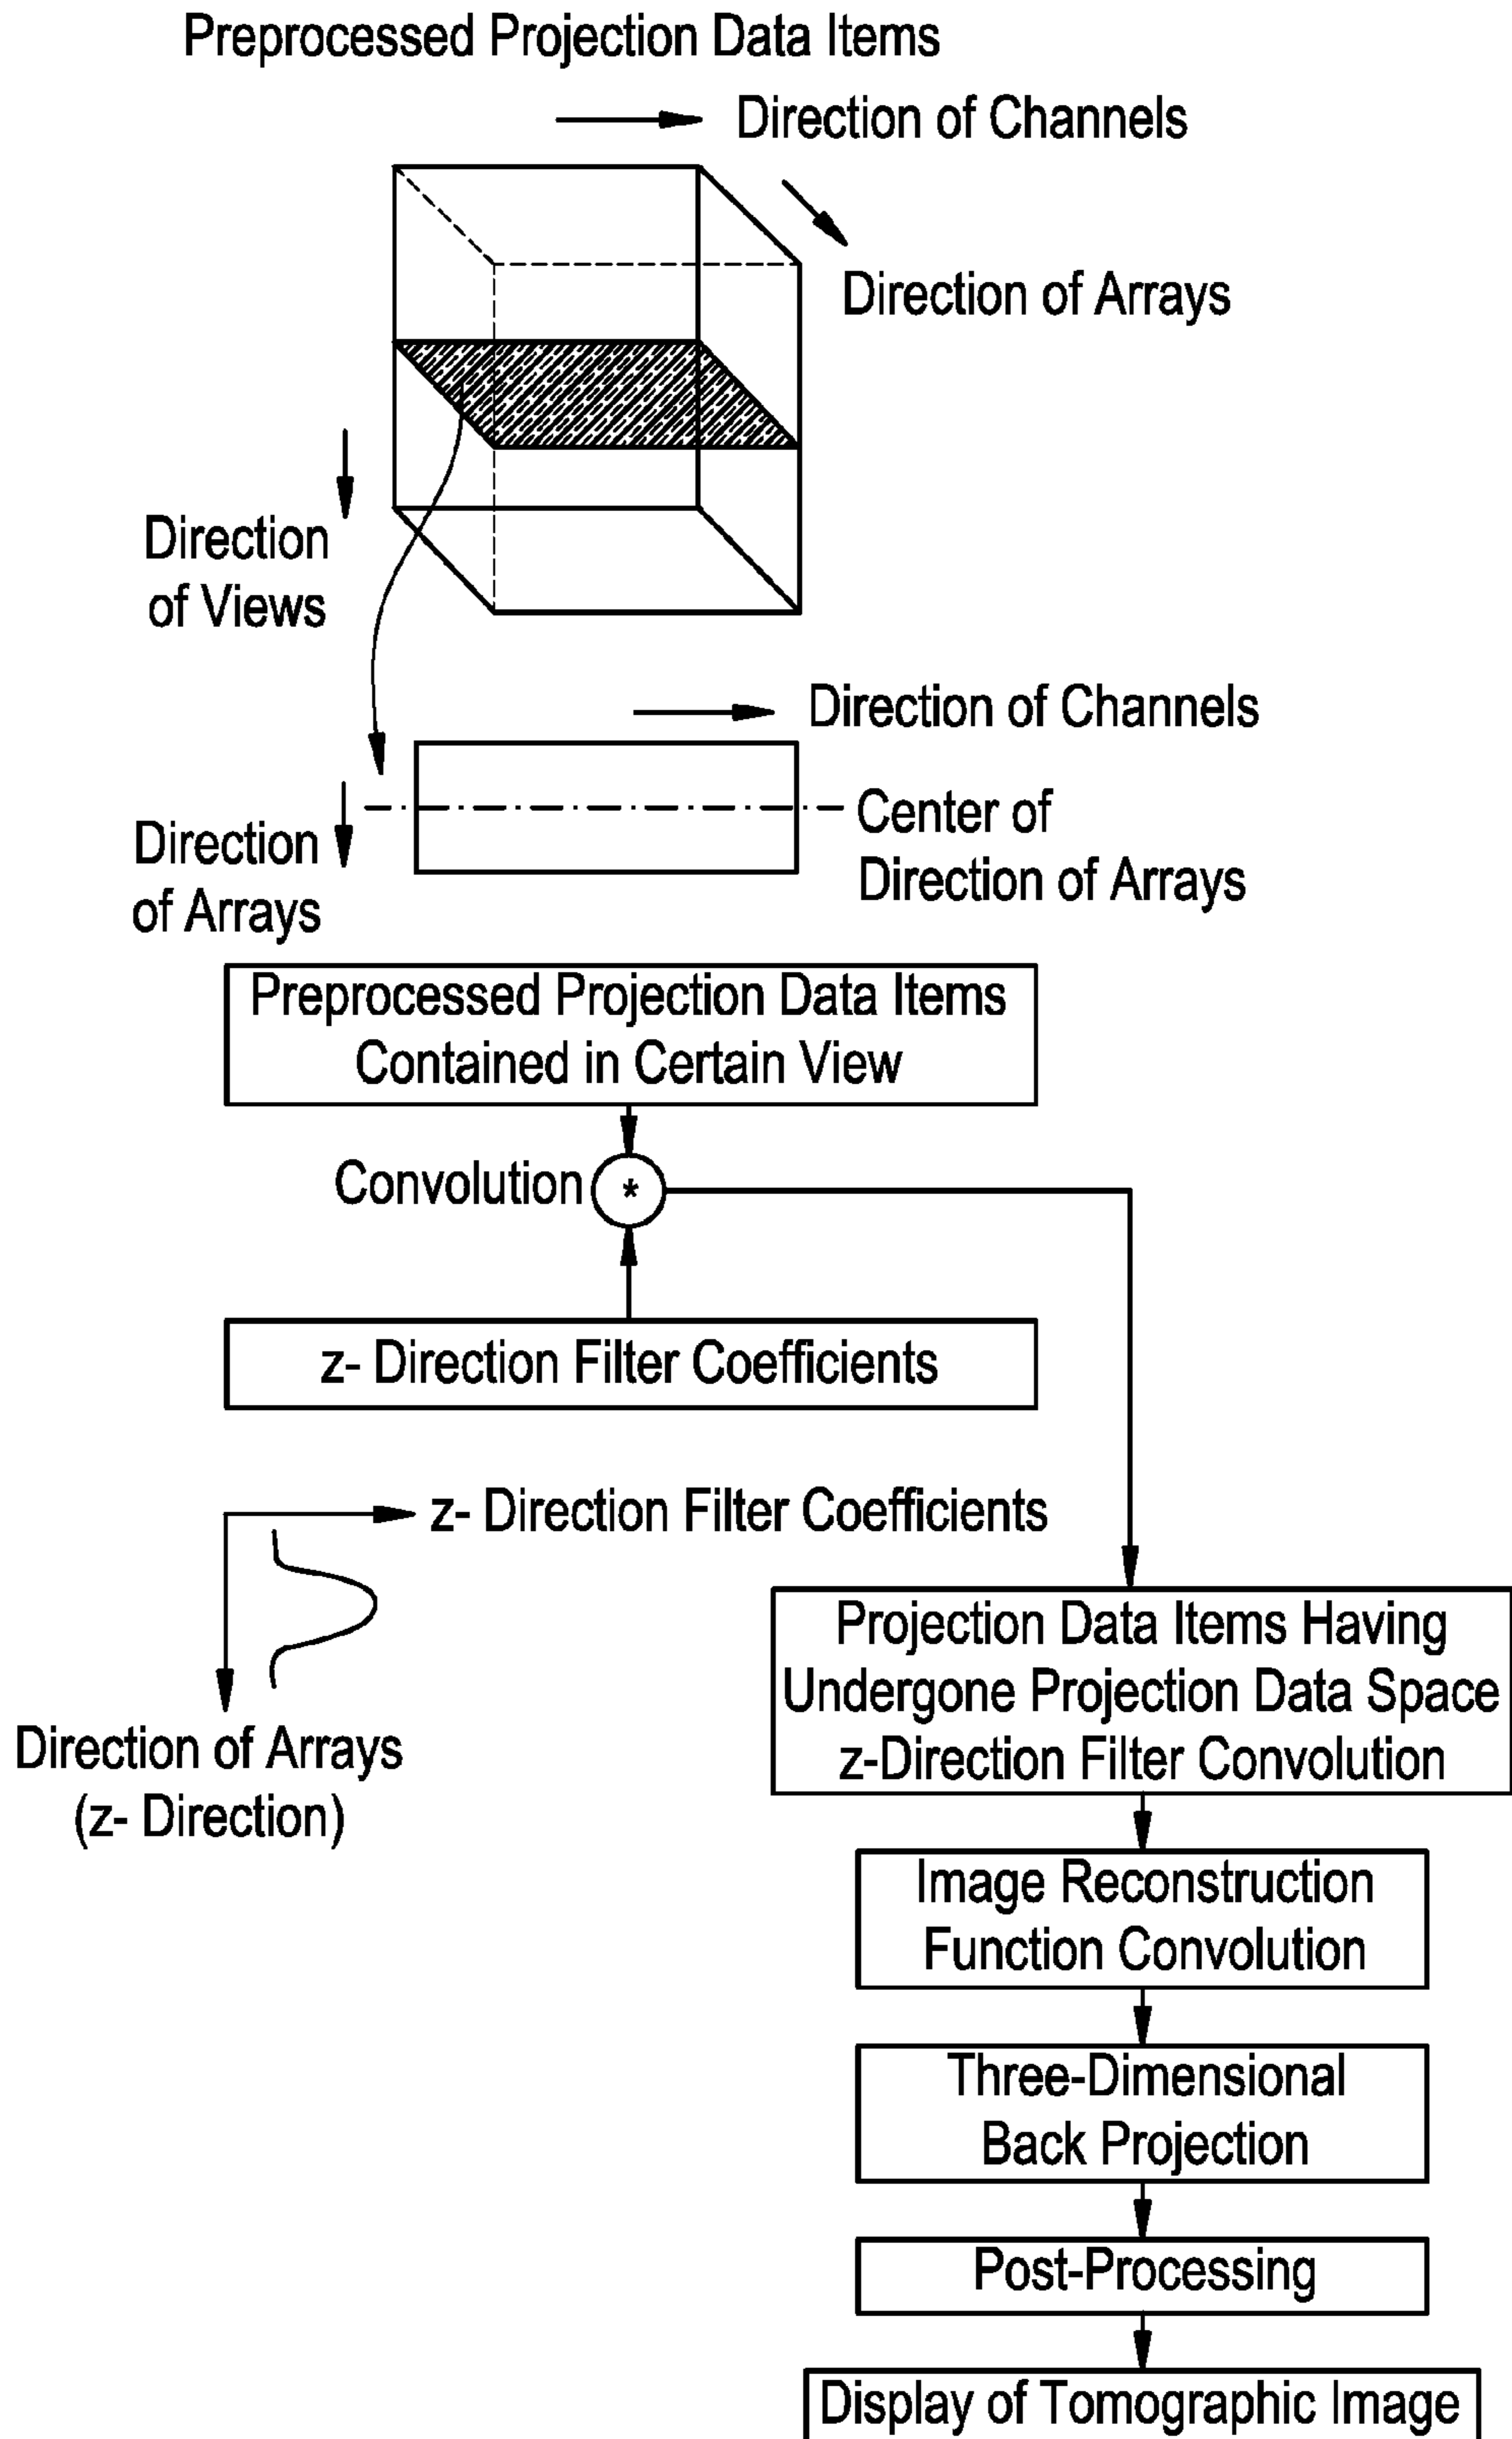 Preprocessed Projection Data Items
Direction of Channels
Direction of Arrays
Direction
of Views
Direction of Channels
Center of
Direction of Arrays
Direction
of Arrays
Preprocessed Projection Data Items
Contained in Certain View
Convolution
*
z- Direction Filter Coefficients
z- Direction Filter Coefficients
Direction of Arrays
(z- Direction)
Projection Data Items Having
Undergone Projection Data Space
z-Direction Filter Convolution
Image Reconstruction
Function Convolution
Three-Dimensional
Back Projection
Post-Processing
Display of Tomographic Image